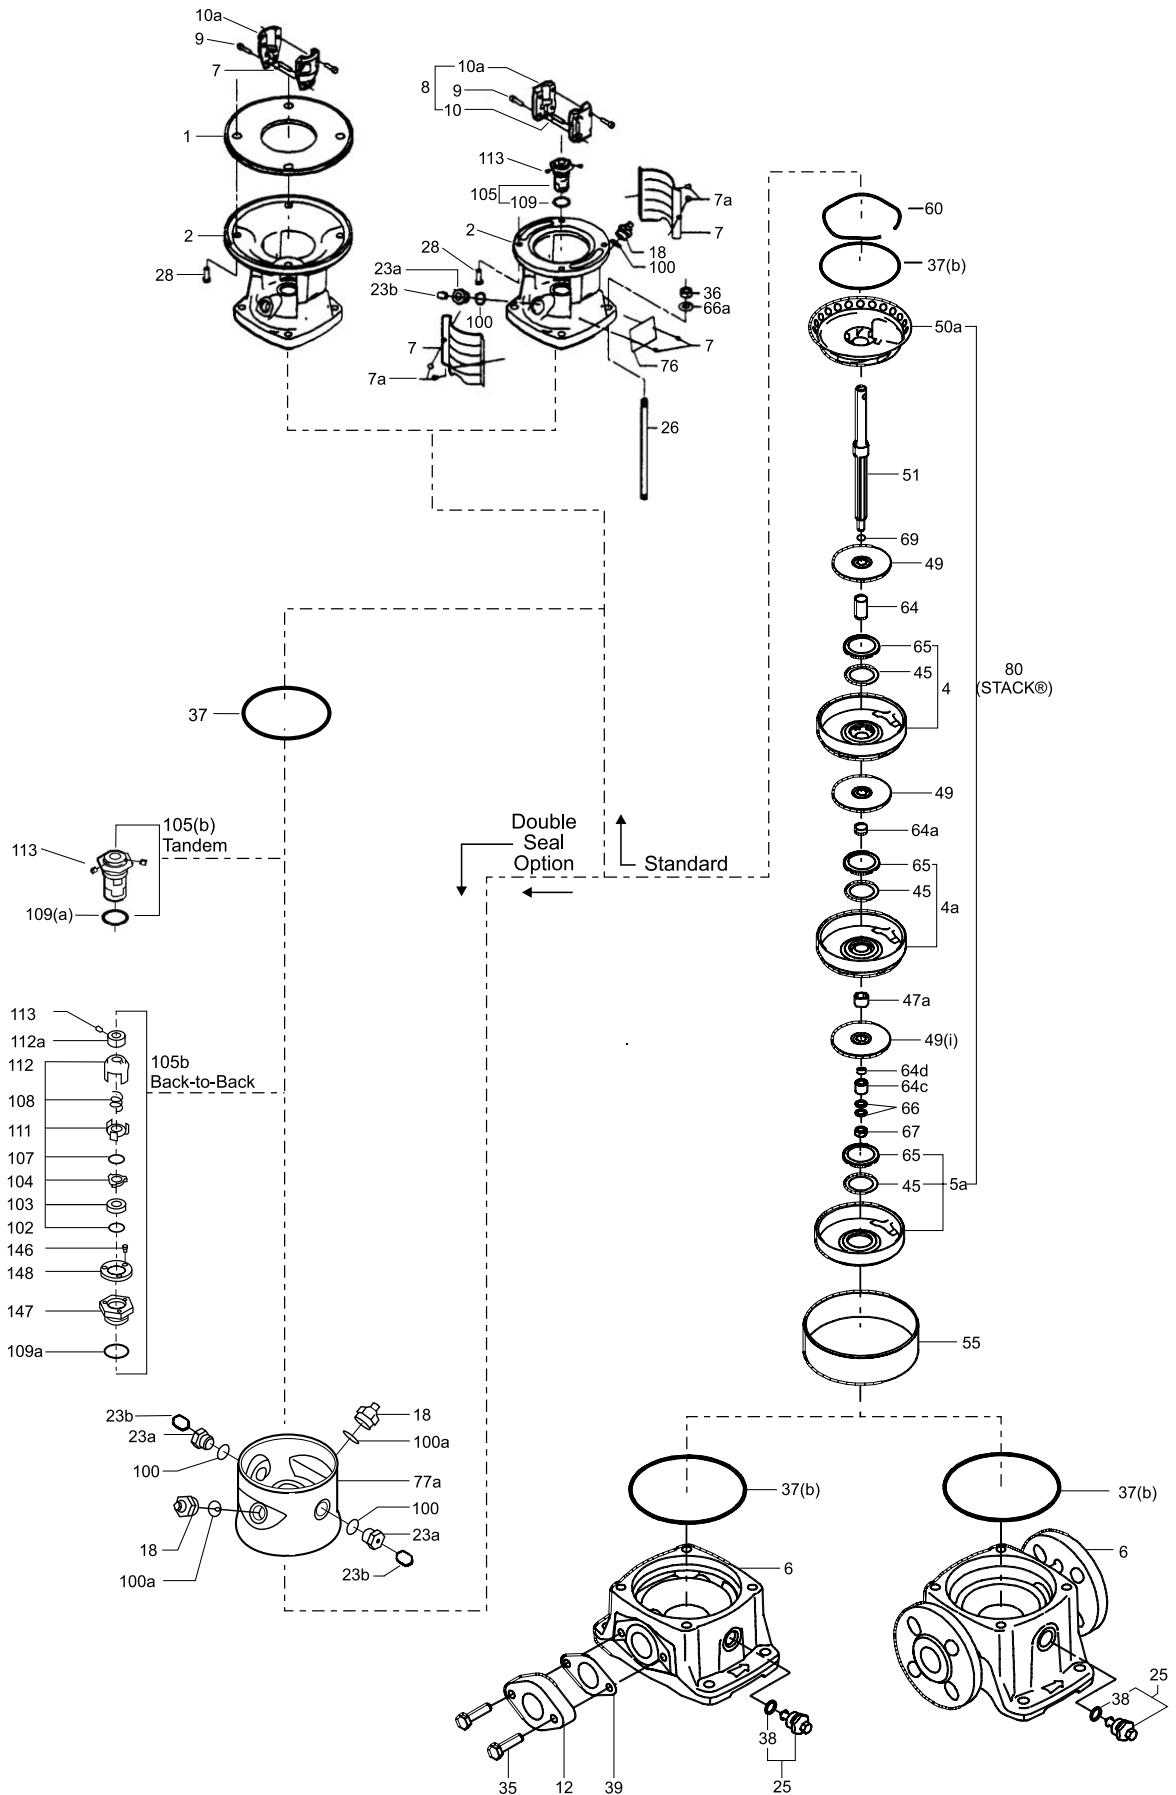 10a
9
7
1
2
28
8
10a
9
10
113
105
109
2
28
23a
23b
100
7
7a
7a
7
18
100
36
66a
7
76
26
60
37(b)
50a
51
69
49
64
65
45
4
80
(STACK®)
49
64a
65
45
4a
47a
49(i)
64d
64c
66
67
65
45
5a
55
37
Double
Seal
Option
Standard
105(b)
Tandem
113
109(a)
113
112a
112
108
111
107
104
103
102
146
148
147
109a
105b
Back-to-Back
23b
23a
100
18
100a
18
100a
77a
100
23a
23b
37(b)
6
38
25
35
12
39
37(b)
6
25
38